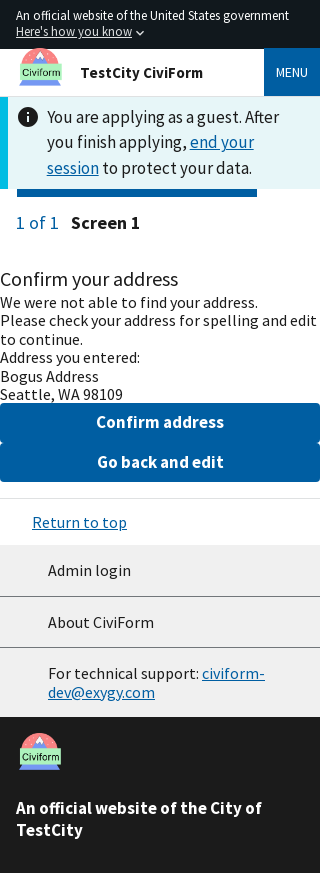 An official website of the United States government
Here's how you know
Civiform
TestCity CiviForm
MENU
You are applying as a guest. After
you finish applying, end your
session to protect your data.
1 of 1 Screen 1
Confirm your address
We were not able to find your address.
Please check your address for spelling and edit
to continue.
Address you entered:
Bogus Address
Seattle, WA 98109
Confirm address
Go back and edit
Return to top
Admin login
About CiviForm
For technical support: civiform-
dev@exygy.com
Civiform
An official website of the City of
TestCity